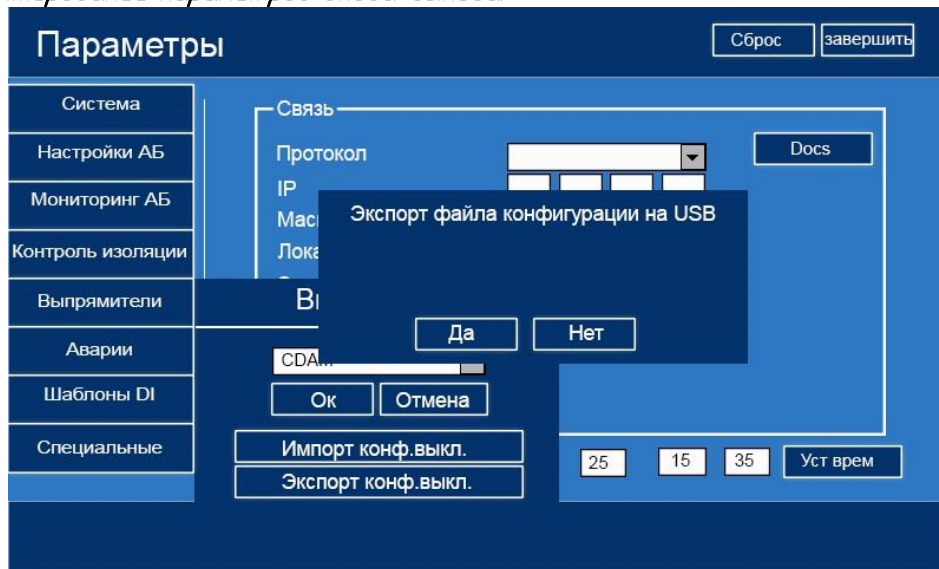 Параметры
Сброс
завершить
Система
Настройки АБ
Мониторинг АБ
Контроль изоляции
Выпрямители
Аварии
Шаблоны DI
Специальные
Связь
Протокол
Docs
IP
Экспорт файла конфигурации на USB
Да
Нет
Ок
Отмена
Импорт конф.выкл.
Экспорт конф.выкл.
25
15
35
Уст врем